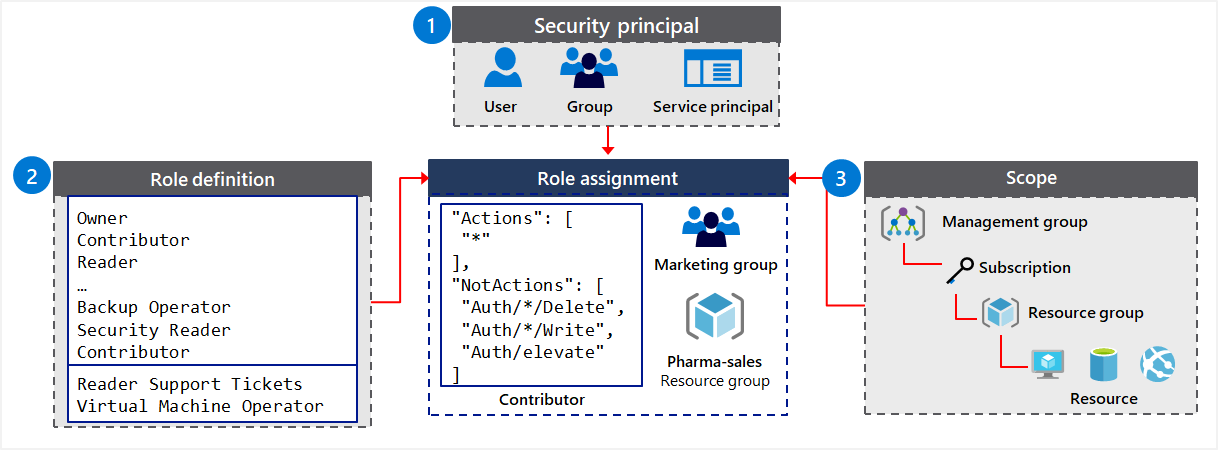 1
Security principal
User
Group
Service principal
2
Role definition
Owner
Contributor
Reader
…
Backup Operator
Security Reader
Contributor
Reader Support Tickets
Virtual Machine Operator
Role assignment
"Actions": [
"*"
],
"NotActions": [
"Auth/*/Delete",
"Auth/*/Write",
"Auth/elevate"
]
Contributor
Marketing group
Pharma-sales
Resource group
3
Scope
Management group
Subscription
Resource group
Resource